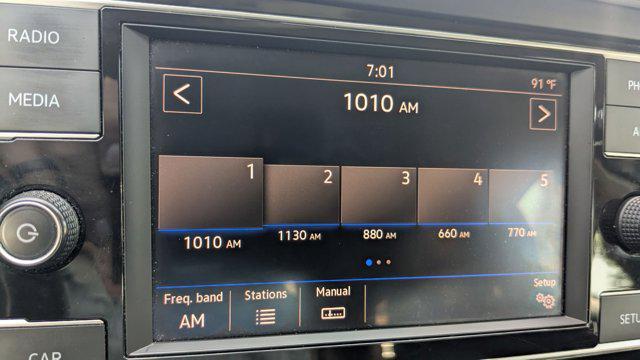 RADIO
MEDIA
CAR
7:01
91 °F
< 1010 AM >
1 2 3 4 5
1010 AM 1130 AM 880 AM 660 AM 770 AM
Freq. band Stations Manual Setup
AM